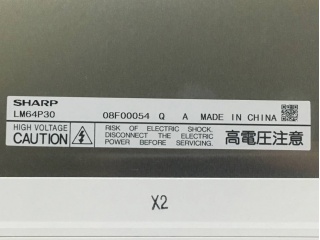 SHARP
LM64P30 08F00054 Q A MADE IN CHINA
HIGH VOLTAGE
CAUTION
RISK OF ELECTRIC SHOCK.
DISCONNECT THE ELECTRIC
POWER BEFORE SERVICING.
高電圧注意
X2